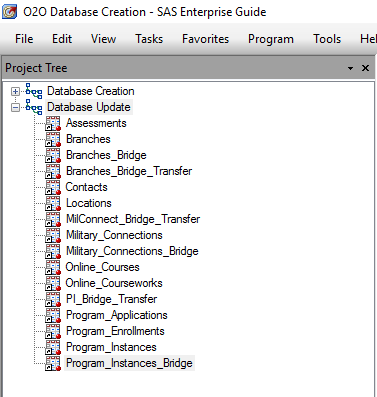 O2O Database Creation - SAS Enterprise Guide
File Edit View Tasks Favorites Program Tools Hel
Project Tree
Database Creation
Database Update
Assessments
Branches
Branches_Bridge
Branches_Bridge_Transfer
Contacts
Locations
MilConnect_Bridge_Transfer
Military_Connections
Military_Connections_Bridge
Online_Courses
Online_Courseworks
PI_Bridge_Transfer
Program_Applications
Program_Enrollments
Program_Instances
Program_Instances_Bridge